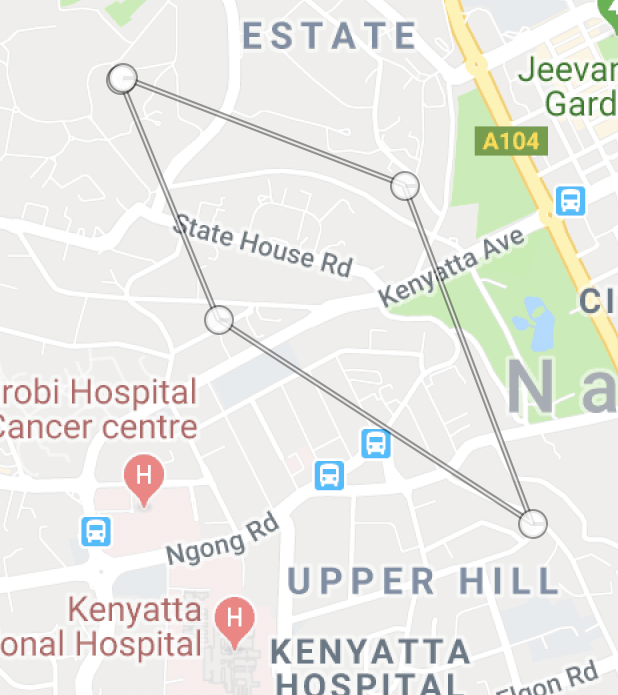 ESTATE
Jeevan
Gard
A104
State House Rd
Kenyatta Ave
CI
Na
robi Hospital
Cancer centre
H
Ngong Rd
UPPER HILL
Kenyatta
onal Hospital
H
KENYATTA
HOSPITAL
Elgon Rd